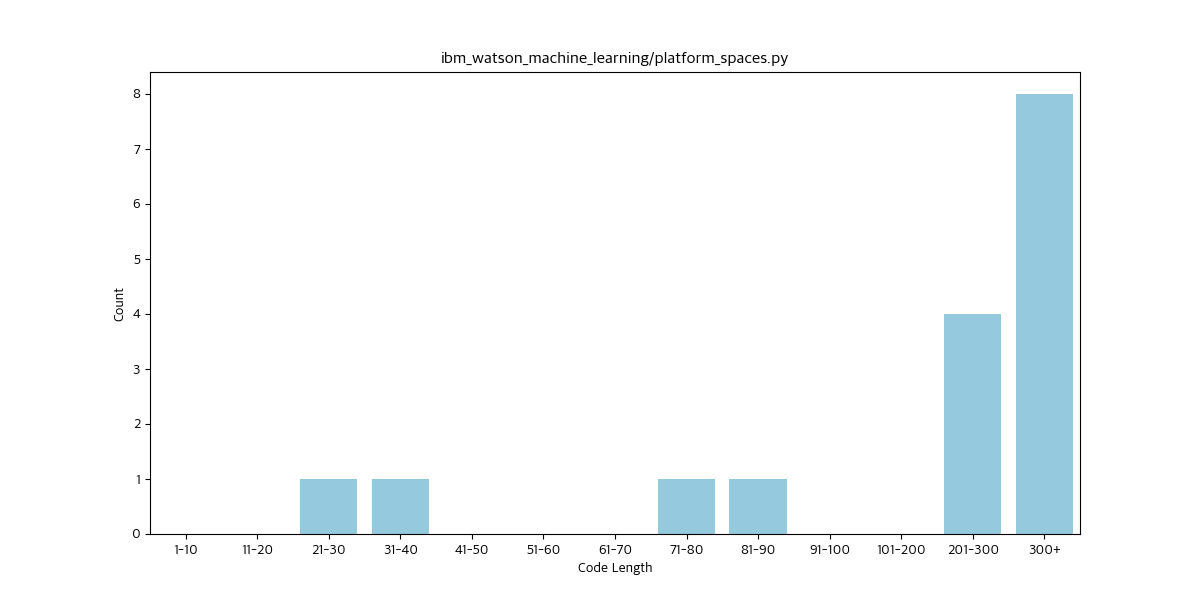 ibm_watson_machine_learning/platform_spaces.py
8
7
6
5
4
3
2
1
0
Count
1-10 11-20 21-30 31-40 41-50 51-60 61-70 71-80 81-90 91-100 101-200 201-300 300+
Code Length